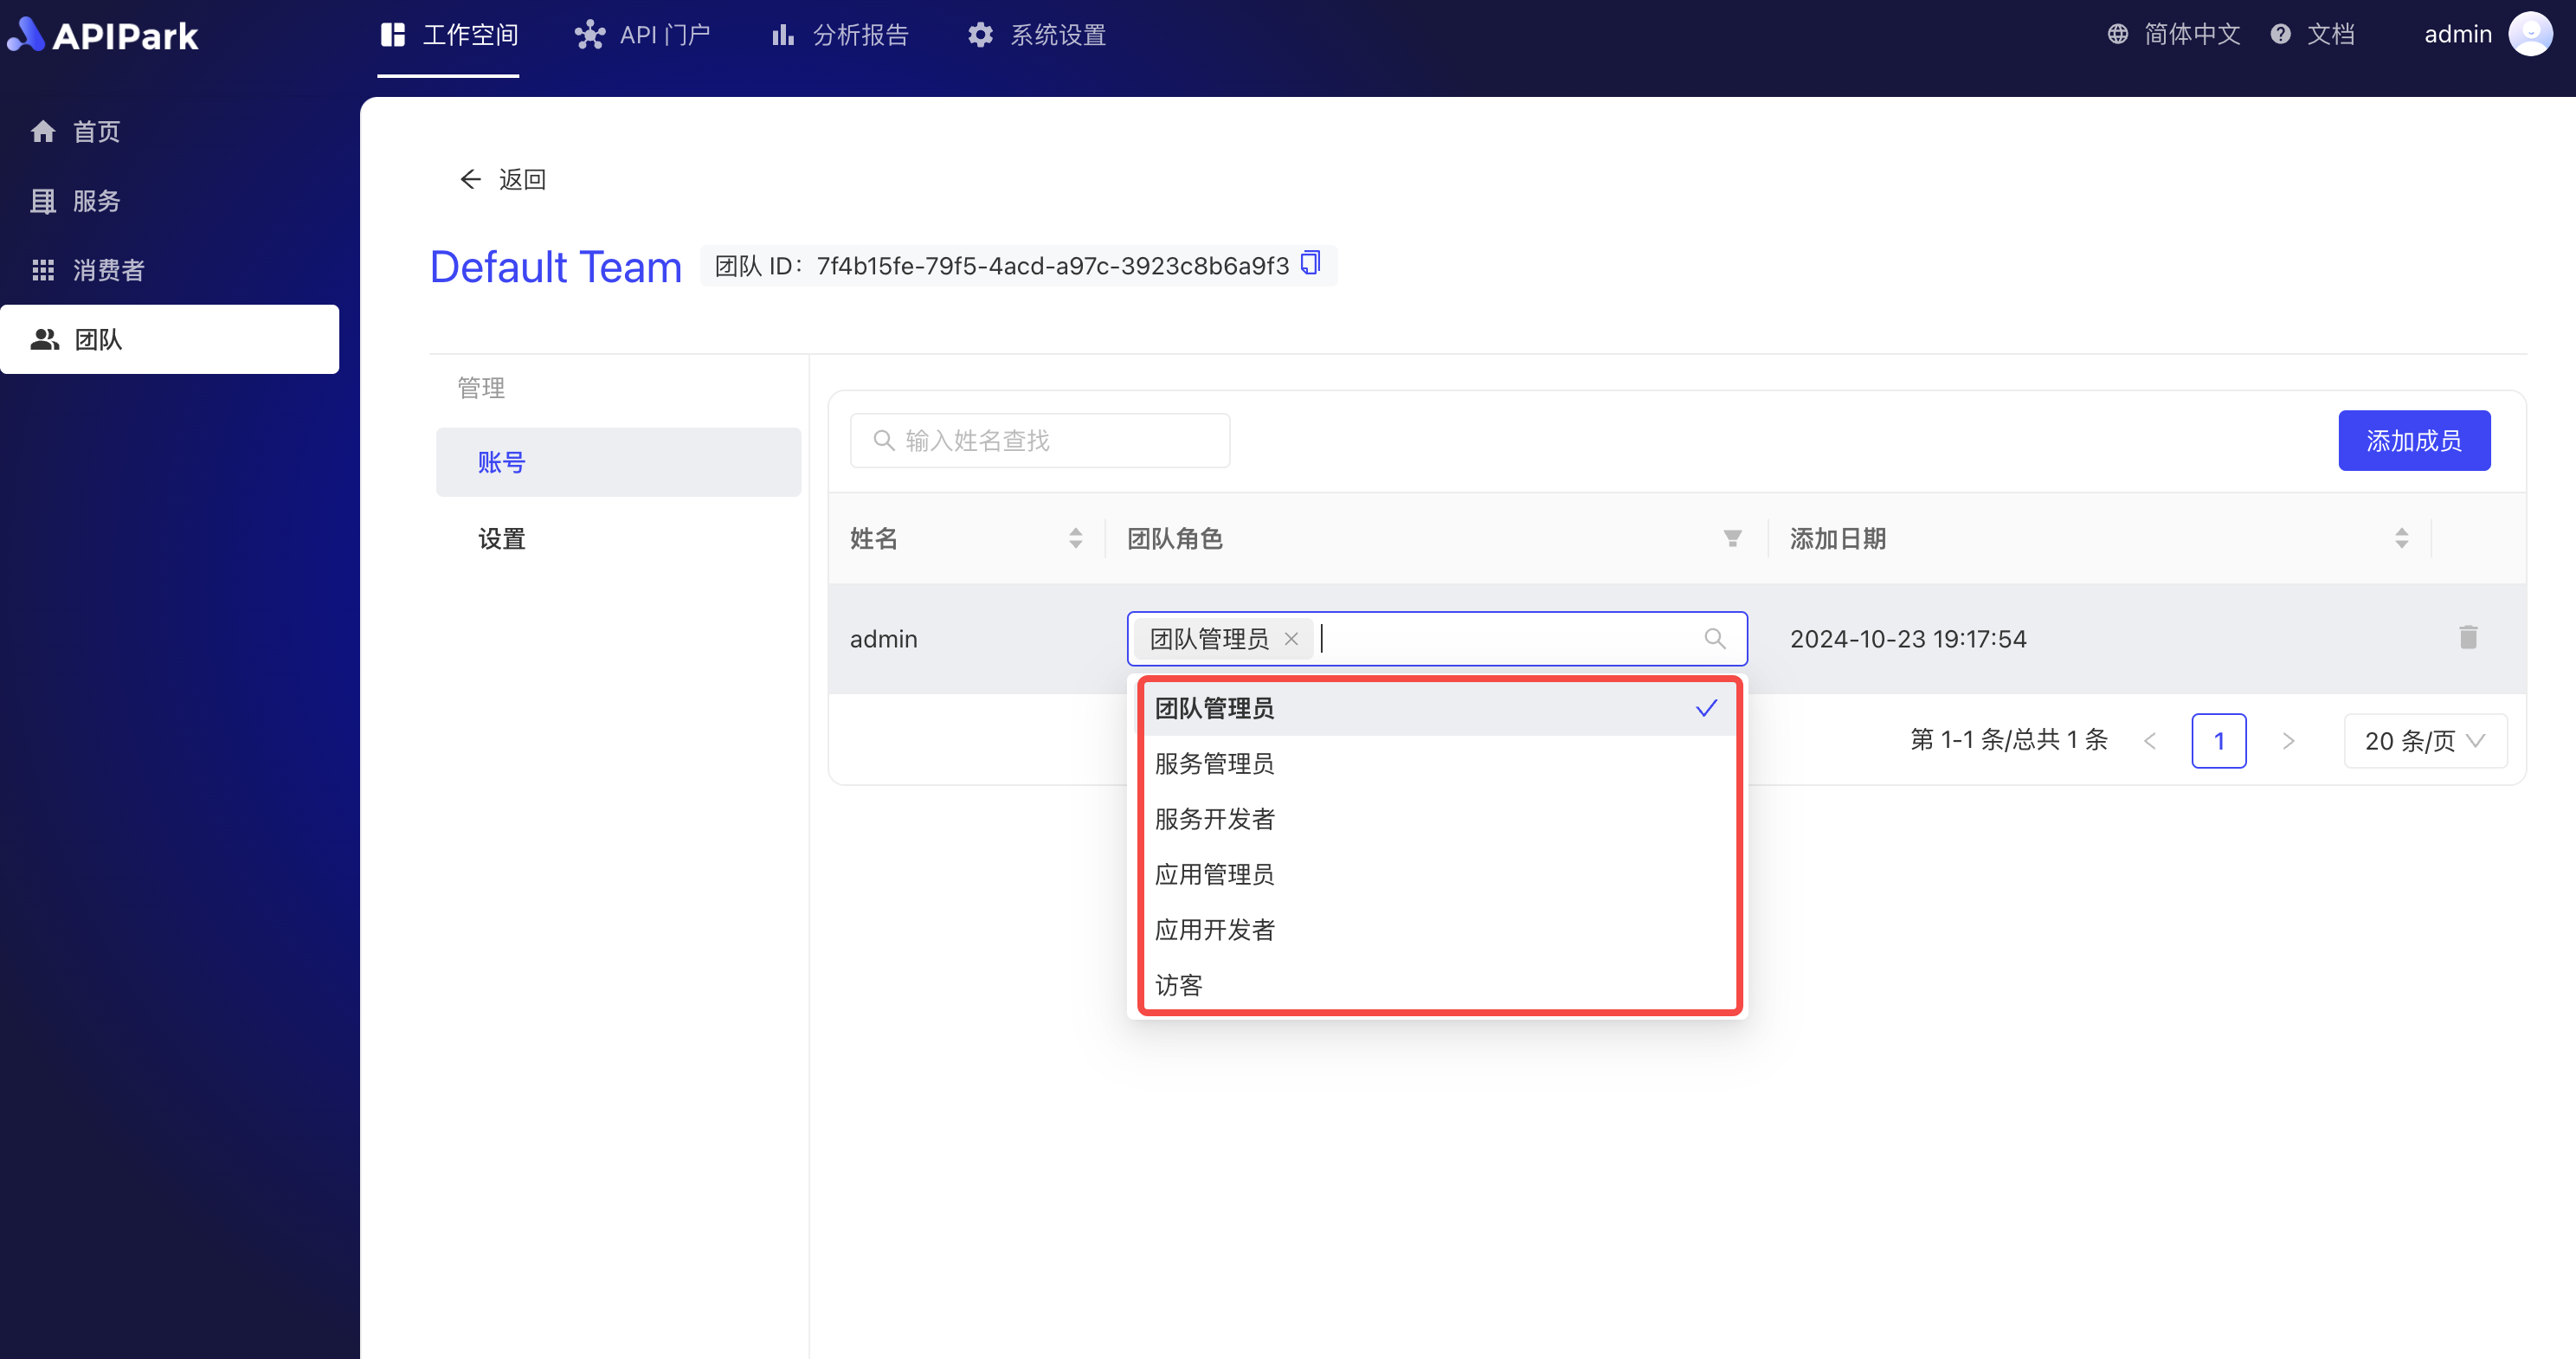 APIPark
工作空间
API 门户
分析报告
系统设置
简体中文
文档
admin
首页
服务
消费者
团队
返回
Default Team
团队 ID：7f4b15fe-79f5-4acd-a97c-3923c8b6a9f3
管理
账号
设置
输入姓名查找
添加成员
姓名
团队角色
添加日期
admin
团队管理员
2024-10-23 19:17:54
团队管理员
服务管理员
服务开发者
应用管理员
应用开发者
访客
第 1-1 条/总共 1 条
1
20 条/页